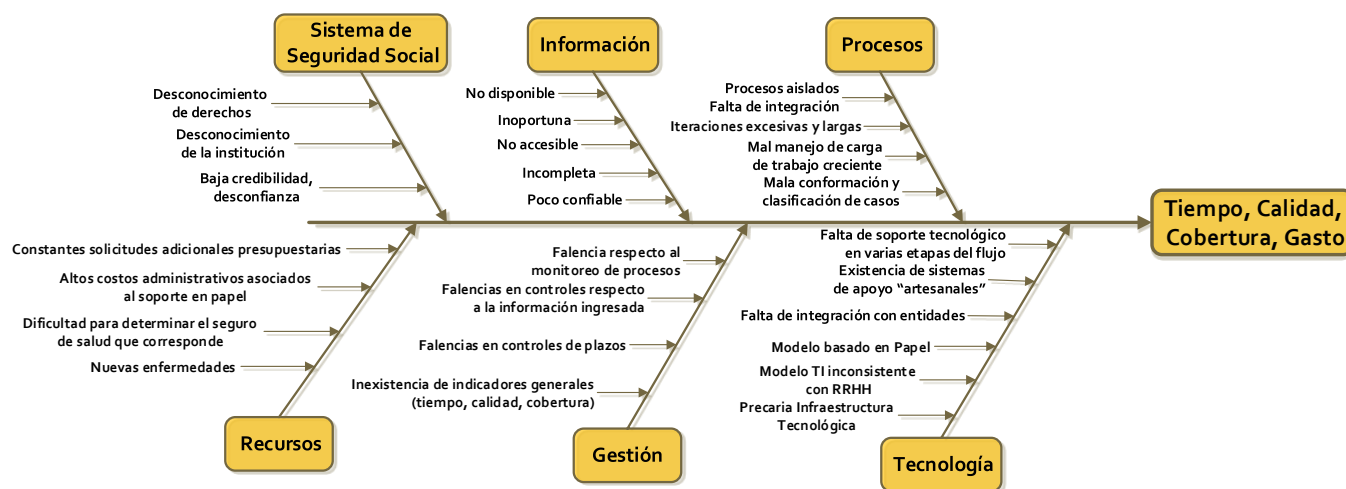 Sistema de
Seguridad Social
Información
Procesos
Desconocimiento
de derechos
Desconocimiento
de la institución
Baja credibilidad,
desconfianza
No disponible
Inoportuna
No accesible
Incompleta
Poco confiable
Procesos aislados
Falta de integración
Iteraciones excesivas y largas
Mal manejo de carga
de trabajo creciente
Mala conformación y
clasificación de casos
Tiempo, Calidad,
Cobertura, Gasto
Constantes solicitudes adicionales presupuestarias
Altos costos administrativos asociados
al soporte en papel
Dificultad para determinar el seguro
de salud que corresponde
Nuevas enfermedades
Recursos
Falencia respecto al
monitoreo de procesos
Falencias en controles respecto
a la información ingresada
Falencias en controles de plazos
Inexistencia de indicadores generales
(tiempo, calidad, cobertura)
Gestión
Falta de soporte tecnológico
en varias etapas del flujo
Existencia de sistemas
de apoyo “artesanales”
Falta de integración con entidades
Modelo basado en Papel
Modelo TI inconsistente
con RRHH
Precaria Infraestructura
Tecnológica
Tecnología